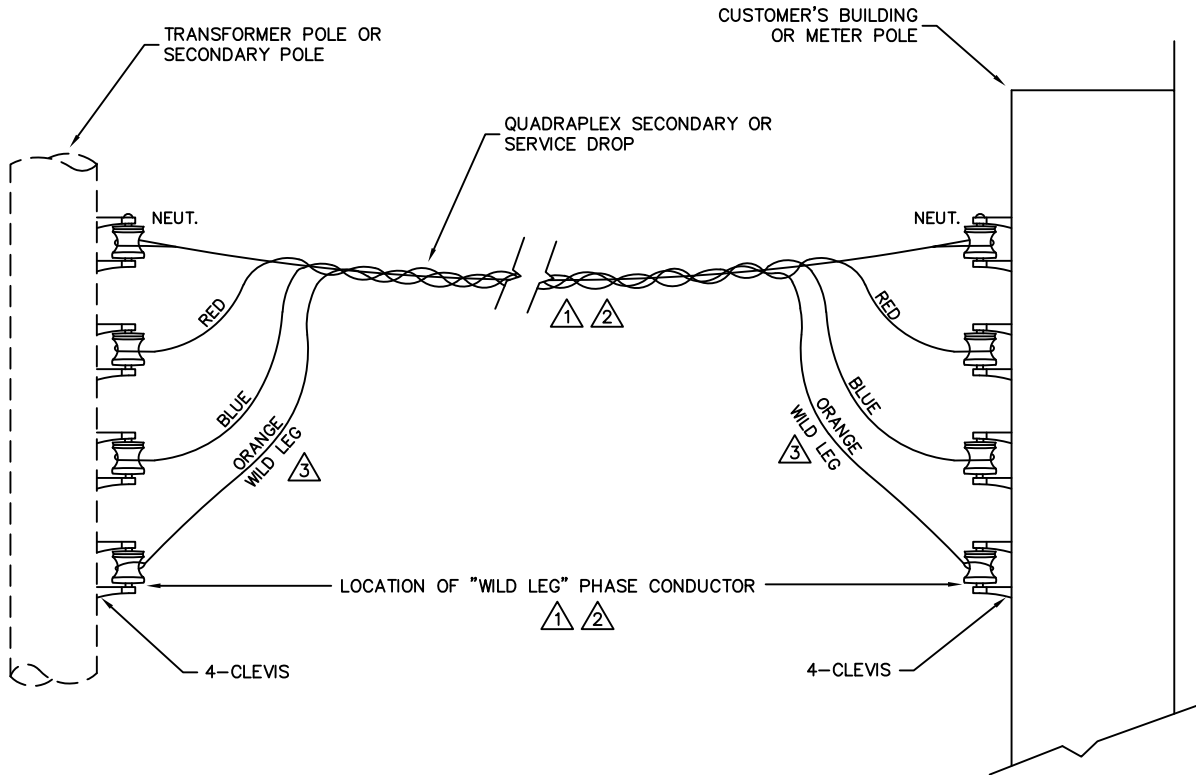 TRANSFORMER POLE OR
SECONDARY POLE
CUSTOMER'S BUILDING
OR METER POLE
QUADRAPLEX SECONDARY OR
SERVICE DROP
NEUT.
NEUT.
RED
RED
1 2
BLUE
BLUE
ORANGE
WILD LEG
3
ORANGE
WILD LEG
3
LOCATION OF "WILD LEG" PHASE CONDUCTOR
1 2
4-CLEVIS
4-CLEVIS